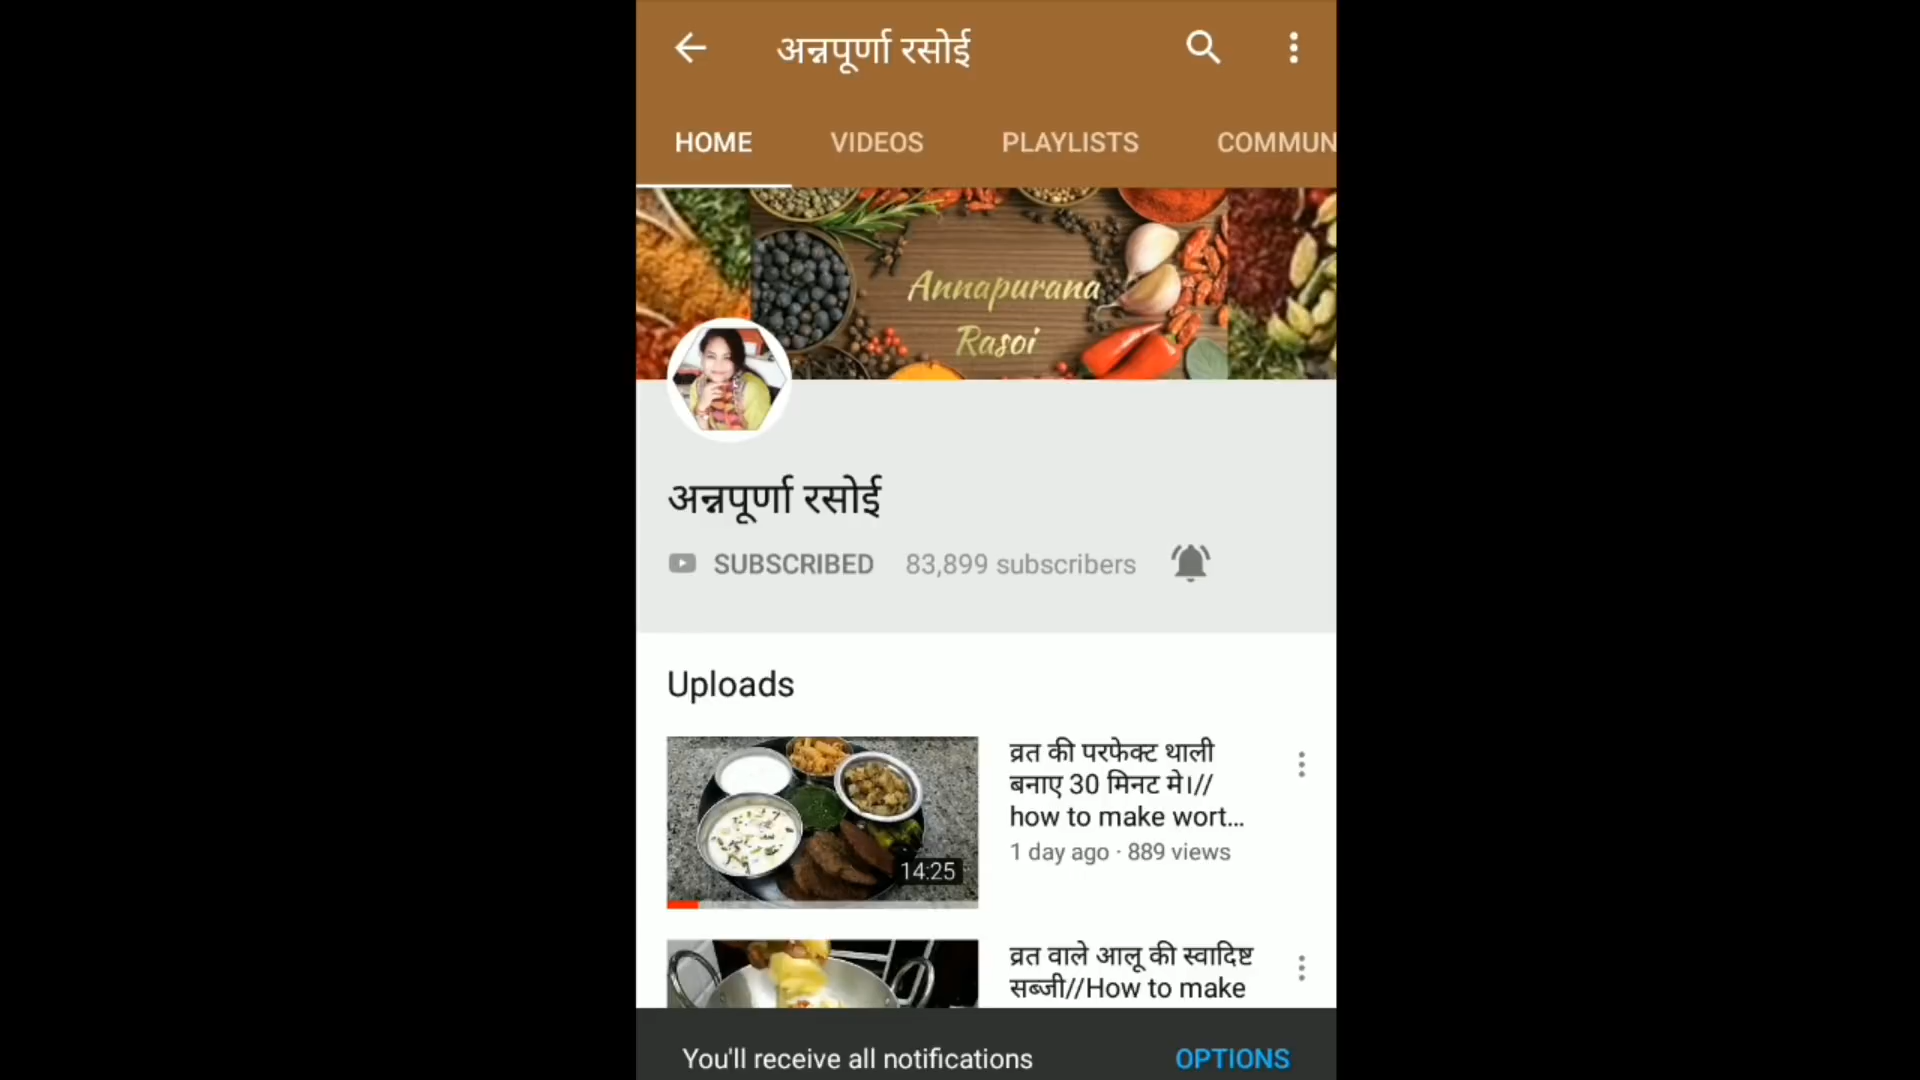 अन्नपूर्णा रसोई
HOME VIDEOS PLAYLISTS COMMUN
Annapurana
Rasoi
अन्नपूर्णा रसोई
SUBSCRIBED 83,899 subscribers
Uploads
व्रत की परफेक्ट थाली
बनाए 30 मिनट मे।//
how to make wort...
1 day ago · 889 views
14:25
व्रत वाले आलू की स्वादिष्ट
सब्जी//How to make
You'll receive all notifications OPTIONS